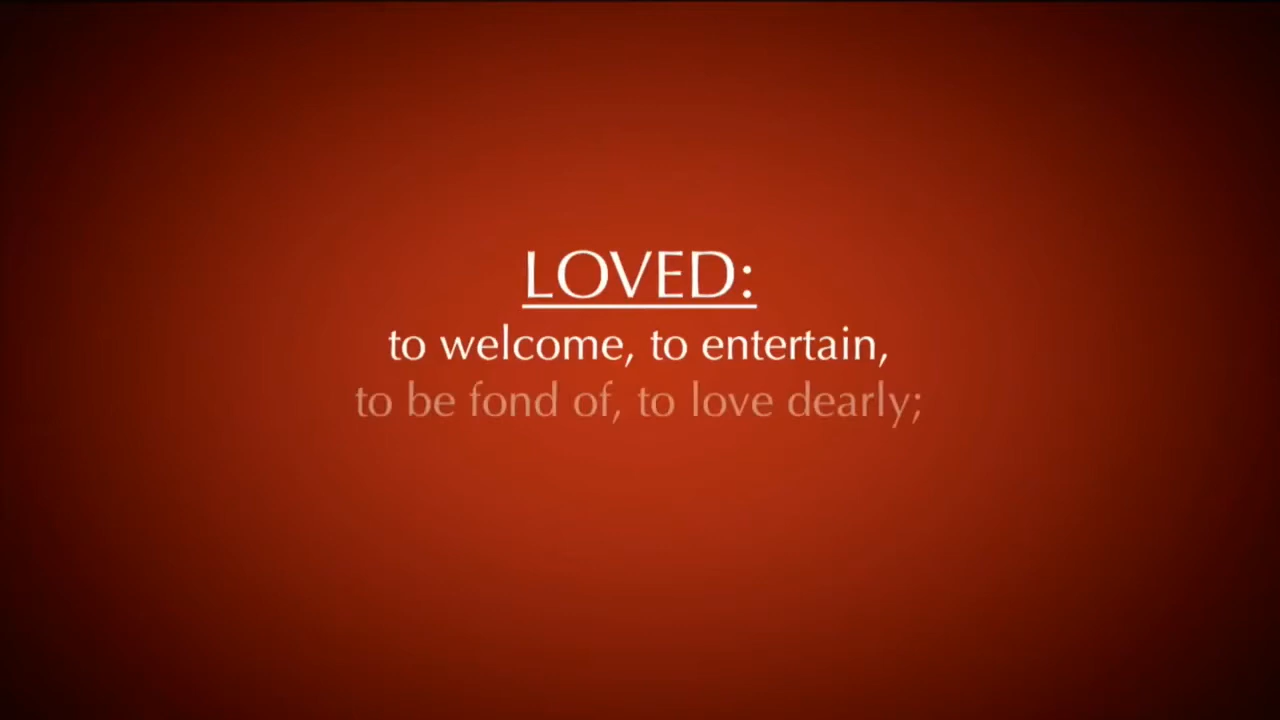 LOVED:
to welcome, to entertain,
to be fond of, to love dearly;